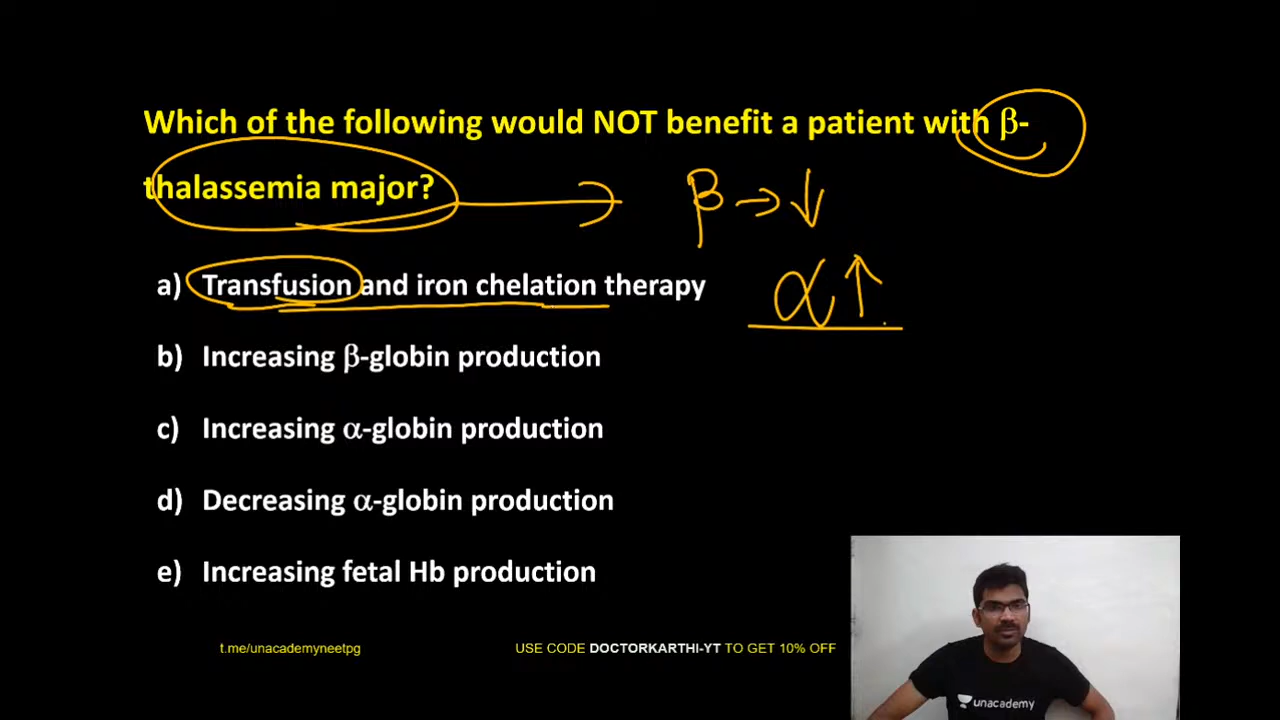 Which of the following would NOT benefit a patient with β-
thalassemia major?
β → ↓
a) Transfusion and iron chelation therapy
α ↑
b) Increasing β-globin production
c) Increasing α-globin production
d) Decreasing α-globin production
e) Increasing fetal Hb production
t.me/unacademyneetpg
USE CODE DOCTORKARTHI-YT TO GET 10% OFF
unacademy